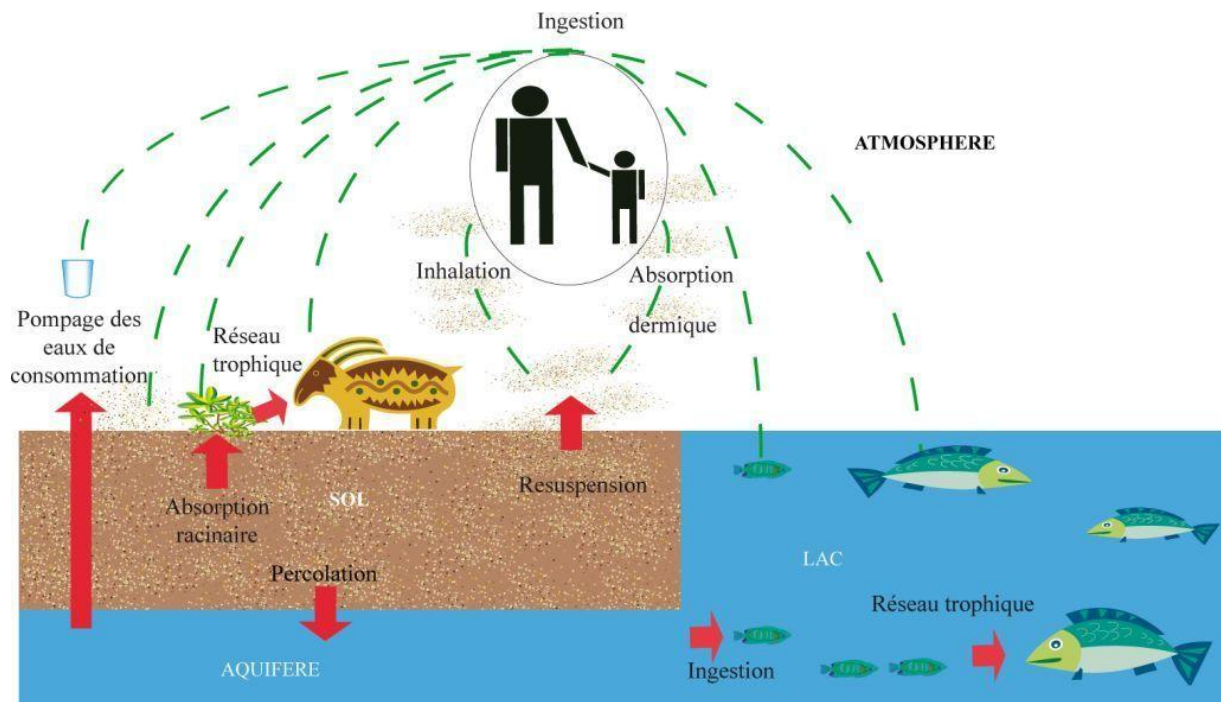 Ingestion
ATMOSPHERE
Inhalation
Absorption
dermique
Pompage des
eaux de
consommation
Réseau
trophique
Absorption
racinaire
SOL
Resuspension
Percolation
AQUIFERE
LAC
Réseau trophique
Ingestion